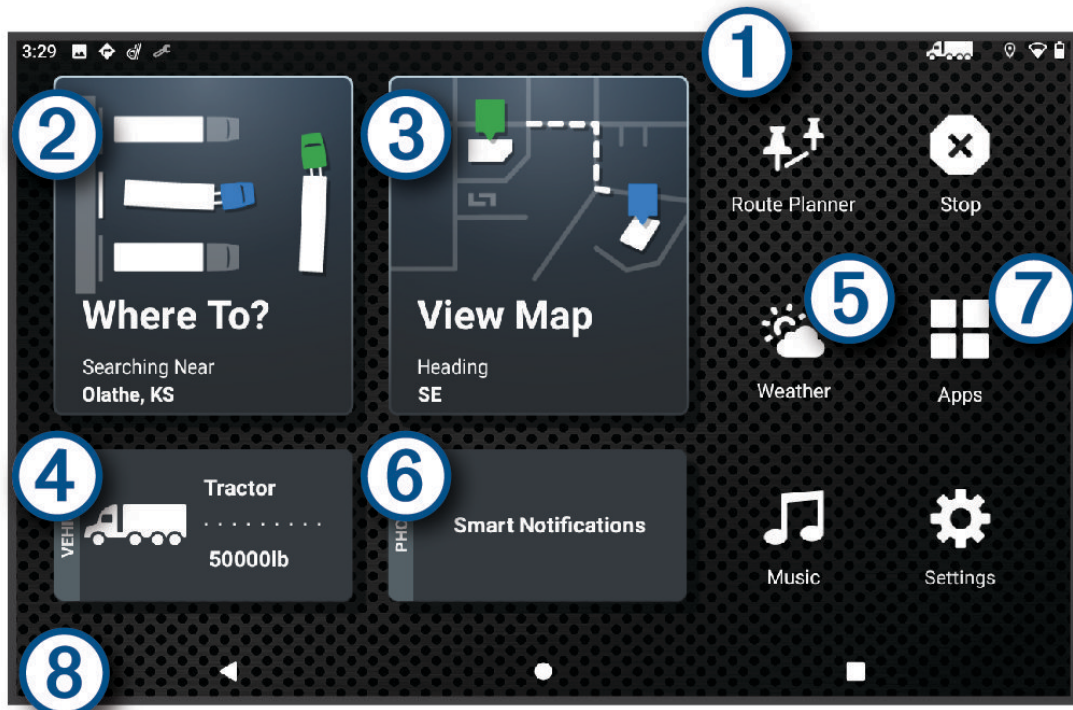 3:29
1
2
3
Route Planner
Stop
Where To?
Searching Near
Olathe, KS
View Map
Heading
SE
5
7
Weather
Apps
4
Tractor
50000lb
6
Smart Notifications
Music
Settings
8